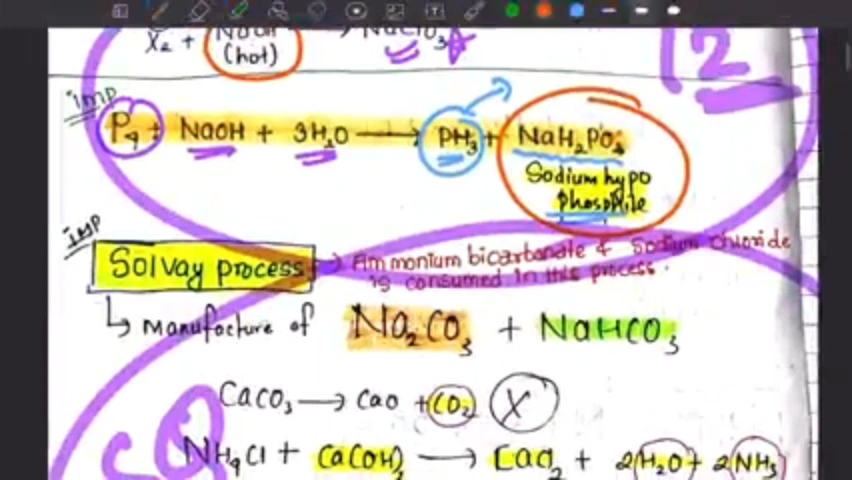 X₂ + NaOH → NaClO₃
(hot)
12
imp
P₄ + NaOH + 3H₂O → PH₃ + NaH₂PO₂
Sodium hypo
phosphite
imp
Solvay process → Ammonium bicarbonate & Sodium chloride
is consumed in this process.
↳ manufacture of Na₂CO₃ + NaHCO₃
CaCO₃ → CaO + CO₂ X
NH₄Cl + Ca(OH)₂ → CaCl₂ + 2H₂O + 2NH₃